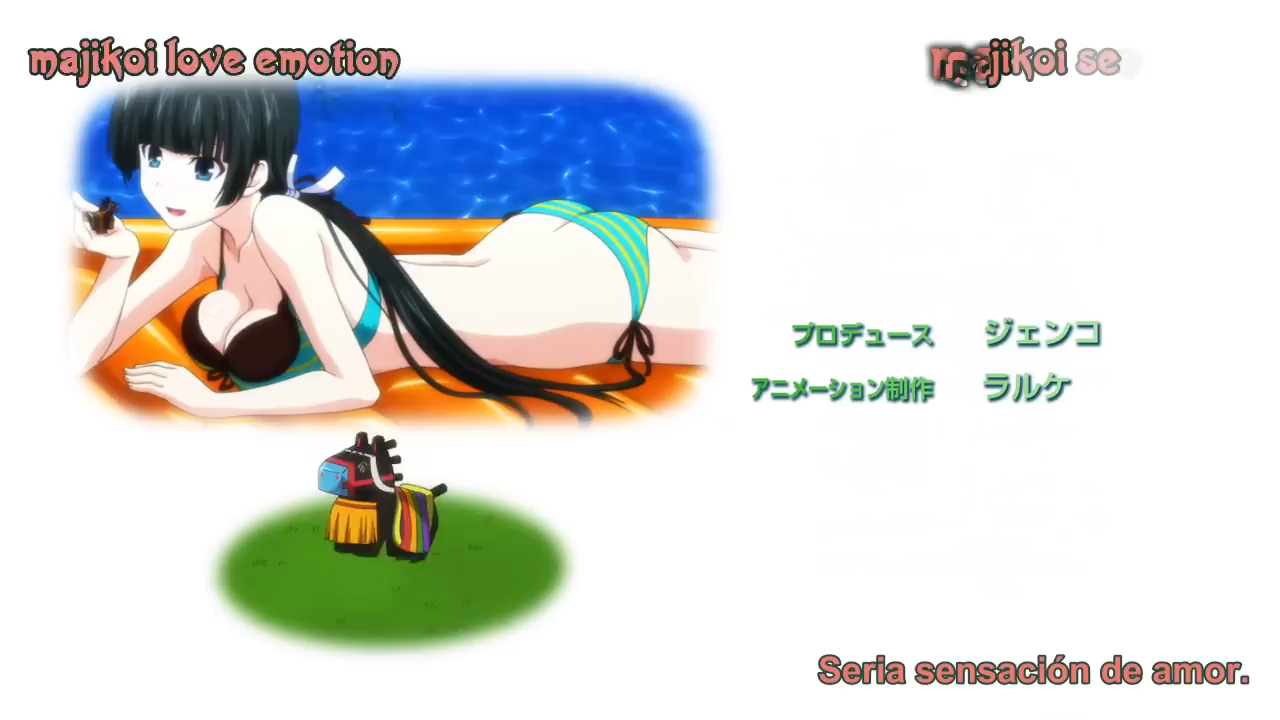 majikoi love emotion
majikoi se
プロデュース ジェンコ
アニメーション制作 ラルケ
Seria sensación de amor.